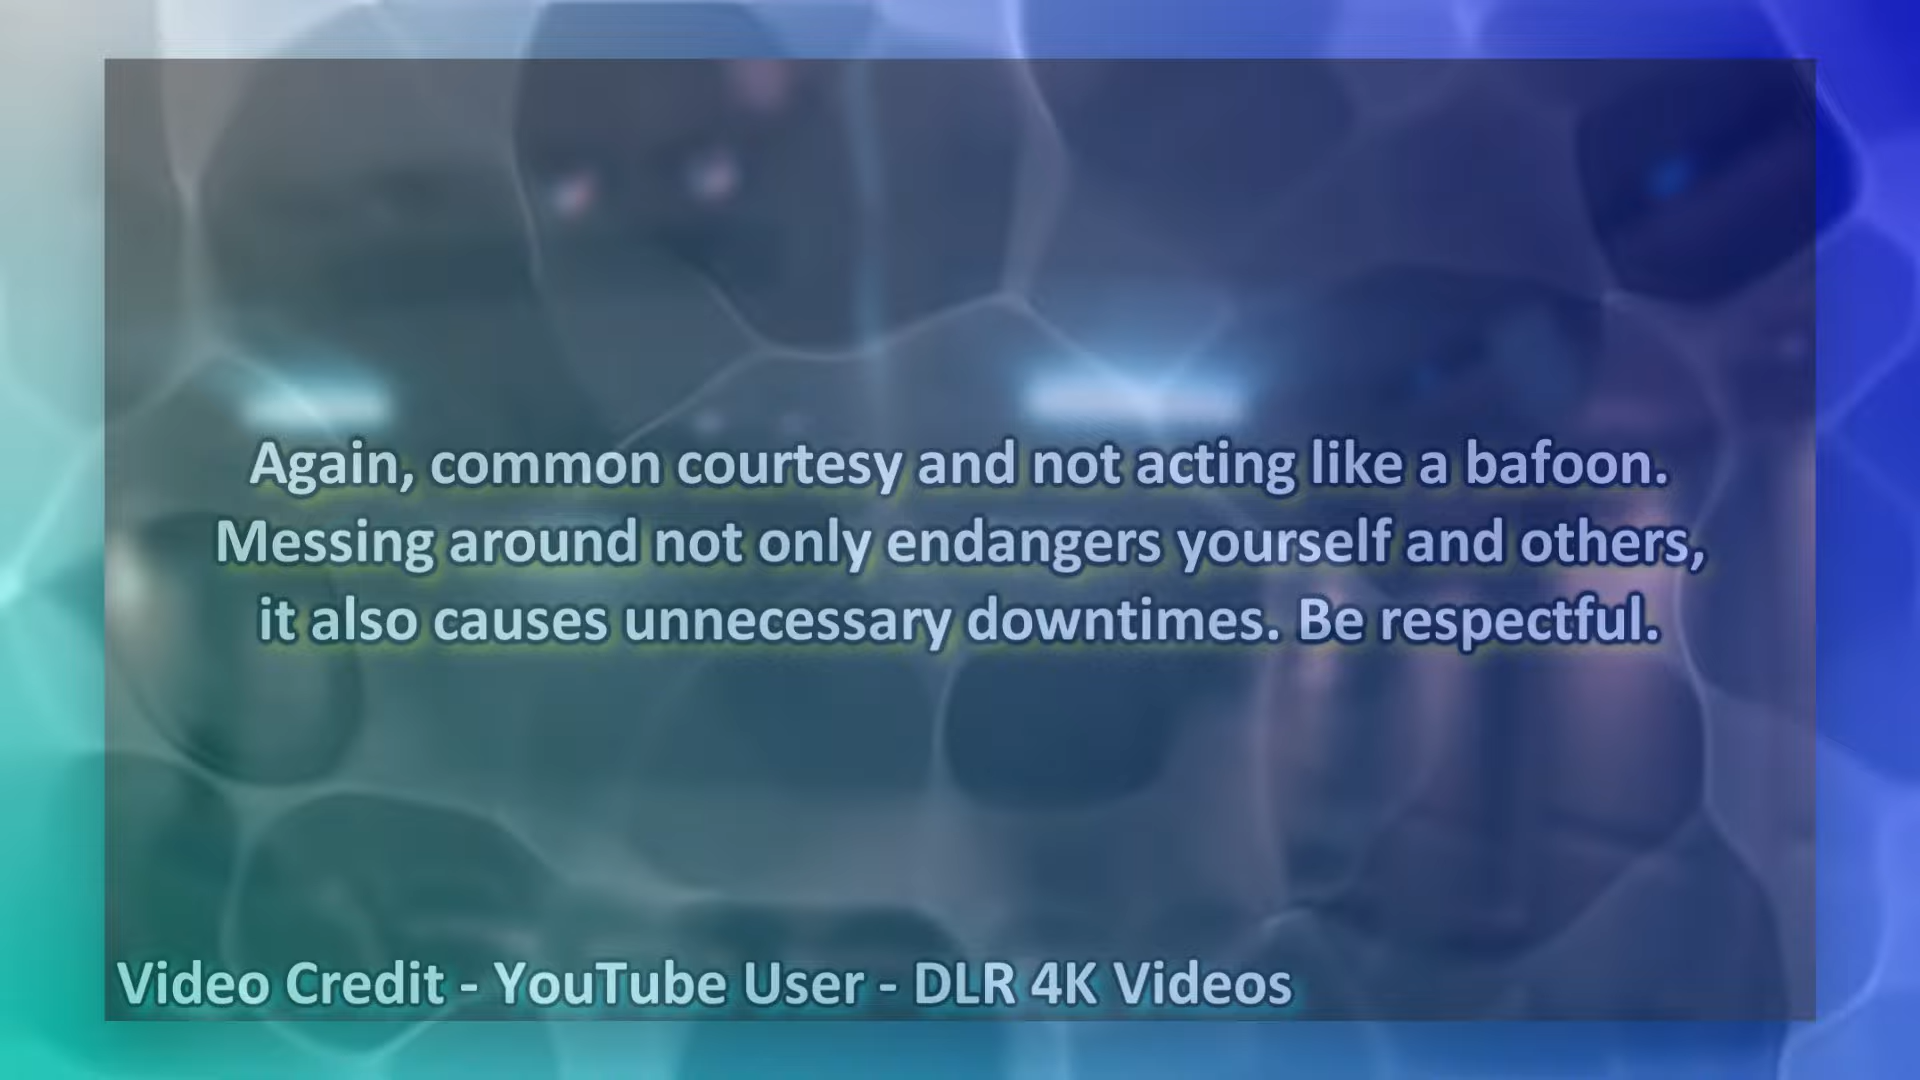 Again, common courtesy and not acting like a bafoon.
Messing around not only endangers yourself and others,
it also causes unnecessary downtimes. Be respectful.
Video Credit - YouTube User - DLR 4K Videos